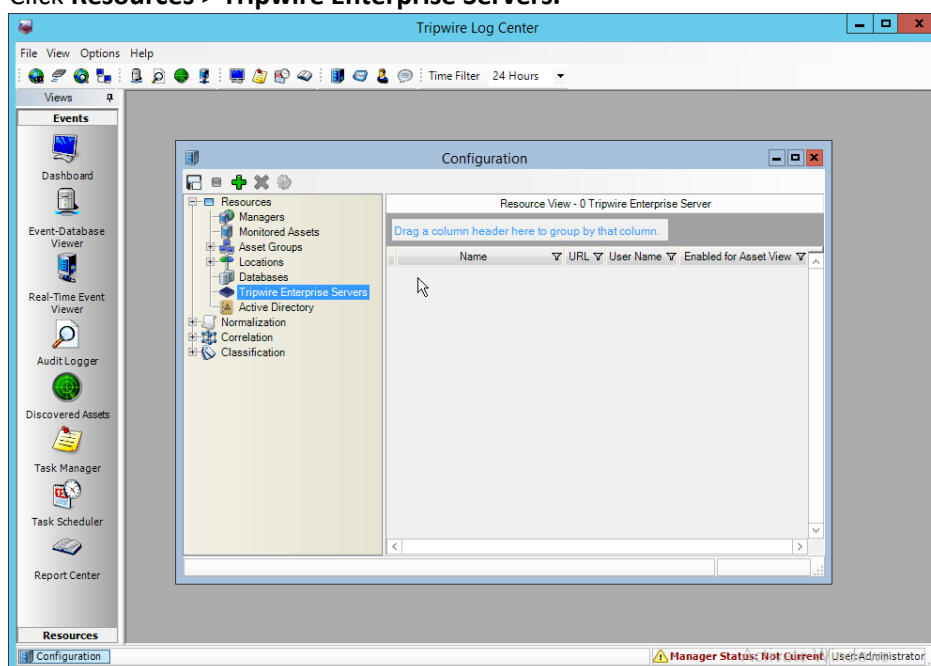 Click Resources > Tripwire Enterprise Servers.
Tripwire Log Center
File View Options Help
Time Filter 24 Hours
Views
Events
Dashboard
Event-Database
Viewer
Real-Time Event
Viewer
Audit Logger
Discovered Assets
Task Manager
Task Scheduler
Report Center
Resources
Configuration
Resources
Managers
Monitored Assets
Asset Groups
Locations
Databases
Tripwire Enterprise Servers
Active Directory
Normalization
Correlation
Classification
Resource View - 0 Tripwire Enterprise Server
Drag a column header here to group by that column.
Name URL User Name Enabled for Asset View
Configuration
Manager Status: Not Current User: Administrator